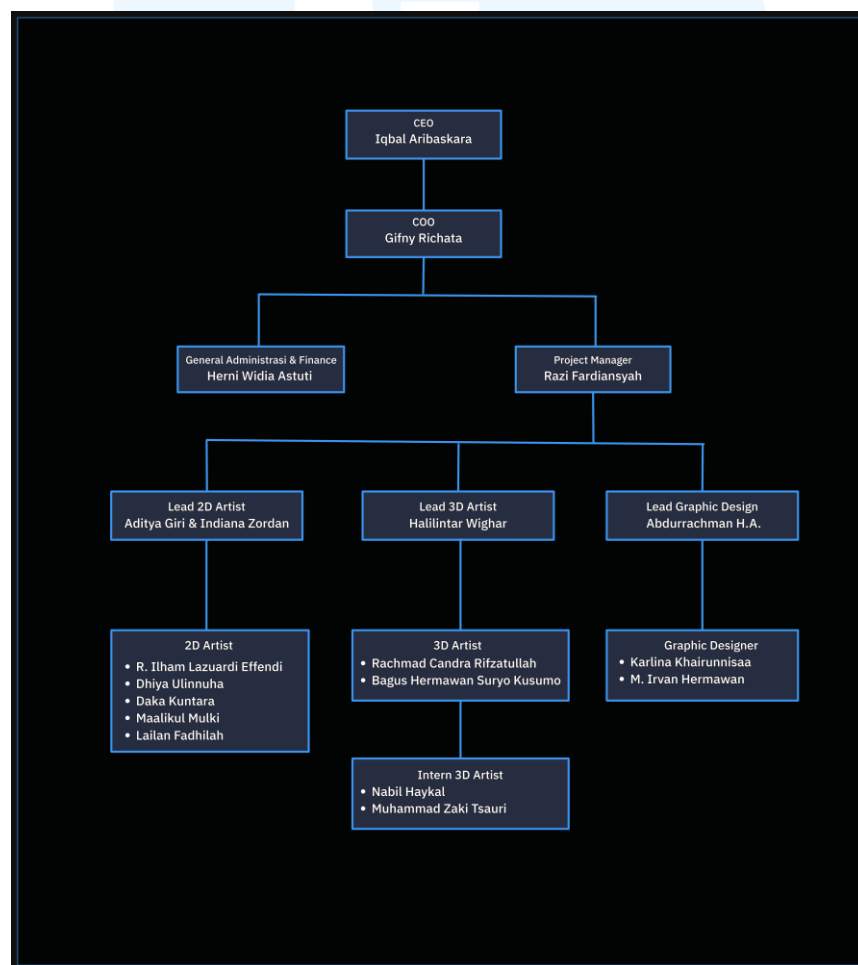 CEO
Iqbal Aribaskara
COO
Gifny Richata
General Administrasi & Finance
Herni Widia Astuti
Project Manager
Razi Fardiansyah
Lead 2D Artist
Aditya Giri & Indiana Zordan
Lead 3D Artist
Halilintar Wighar
Lead Graphic Design
Abdurrachman H.A.
2D Artist
• R. Ilham Lazuardi Effendi
• Dhiya Ulinnuha
• Daka Kuntara
• Maalikul Mulki
• Lailan Fadhilah
3D Artist
• Rachmad Candra Rifzatullah
• Bagus Hermawan Suryo Kusumo
Graphic Designer
• Karlina Khairunnisaa
• M. Irvan Hermawan
Intern 3D Artist
• Nabil Haykal
• Muhammad Zaki Tsauri